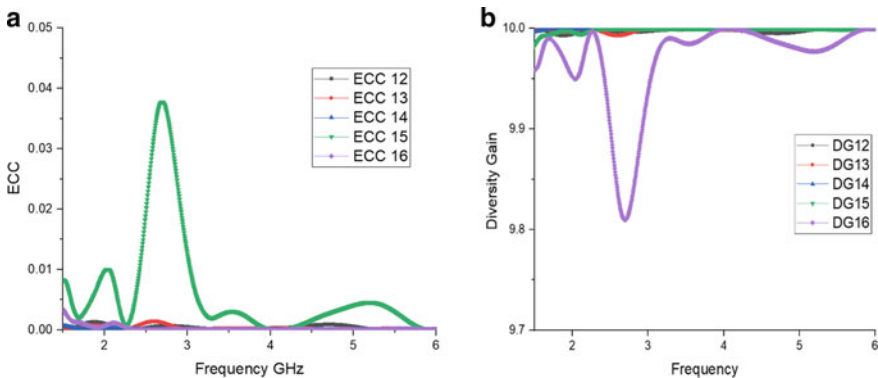 a
0.05
0.04
0.03
0.02
0.01
0.00
ECC
2
3
4
5
6
Frequency GHz
ECC 12
ECC 13
ECC 14
ECC 15
ECC 16
b
10.0
9.9
9.8
9.7
Diversity Gain
2
3
4
5
6
Frequency
DG12
DG13
DG14
DG15
DG16